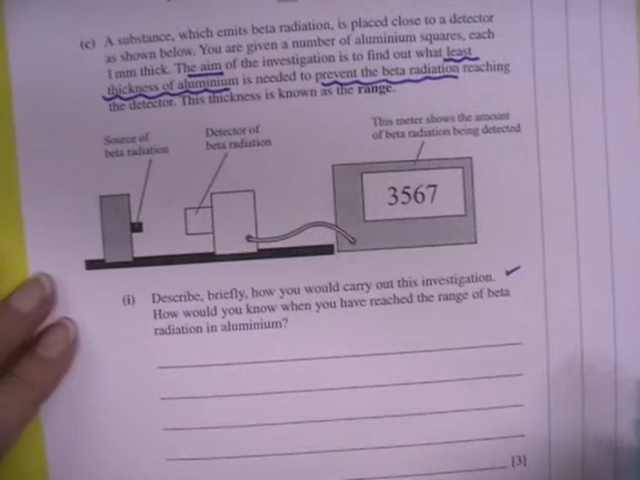 (c) A substance, which emits beta radiation, is placed close to a detector
as shown below. You are given a number of aluminium squares, each
1 mm thick. The aim of the investigation is to find out what least
thickness of aluminium is needed to prevent the beta radiation reaching
the detector. This thickness is known as the range.
Source of
beta radiation
Detector of
beta radiation
This meter shows the amount
of beta radiation being detected
3567
(i) Describe, briefly, how you would carry out this investigation.
How would you know when you have reached the range of beta
radiation in aluminium?
[3]